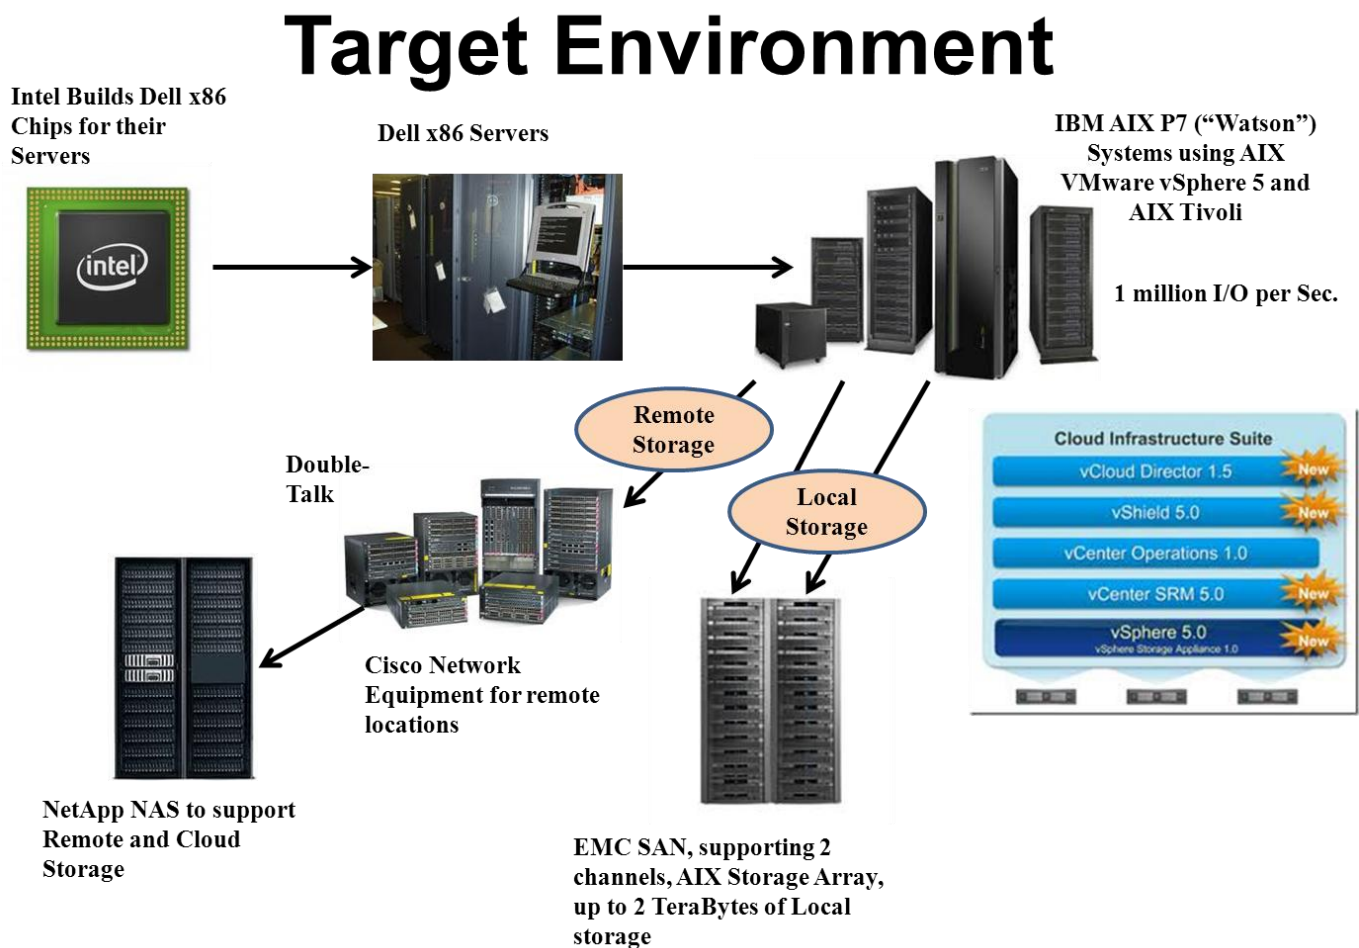 Target Environment
Intel Builds Dell x86
Chips for their
Servers
intel
Dell x86 Servers
IBM AIX P7 (“Watson”)
Systems using AIX
VMware vSphere 5 and
AIX Tivoli
1 million I/O per Sec.
Remote
Storage
Local
Storage
Double-
Talk
Cisco Network
Equipment for remote
locations
NetApp NAS to support
Remote and Cloud
Storage
EMC SAN, supporting 2
channels, AIX Storage Array,
up to 2 TeraBytes of Local
storage
Cloud Infrastructure Suite
vCloud Director 1.5
New
vShield 5.0
New
vCenter Operations 1.0
vCenter SRM 5.0
New
vSphere 5.0
vSphere Storage Appliance 1.0
New